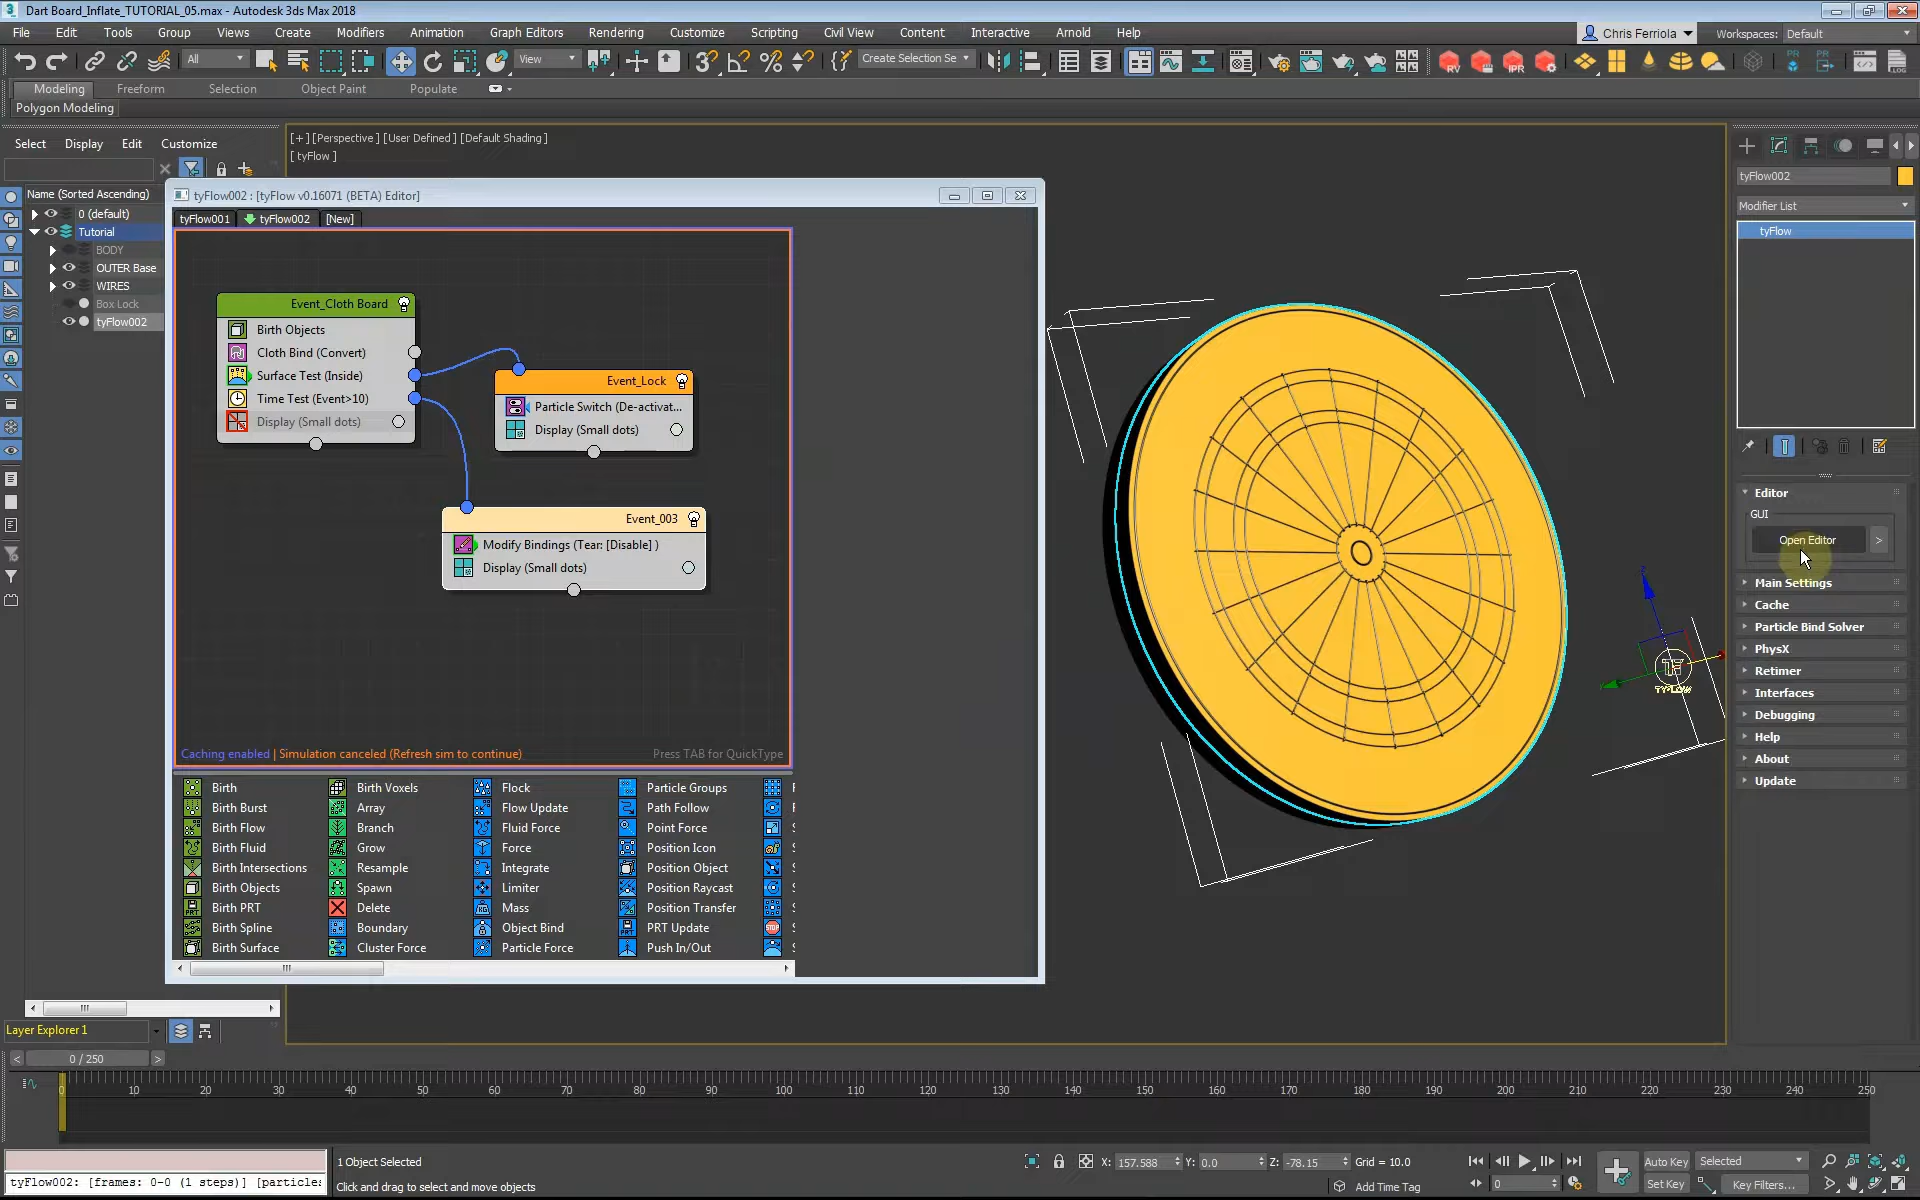 Dart Board_Inflate_TUTORIAL_05.max - Autodesk 3ds Max 2018
File Edit Tools Group Views Create Modifiers Animation Graph Editors Rendering Customize Scripting Civil View Content Interactive Arnold Help
Chris Ferriola Workspaces: Default
All View Create Selection Se
Modeling Freeform Selection Object Paint Populate
Polygon Modeling
Select Display Edit Customize
[+] [Perspective] [User Defined] [Default Shading]
[ tyFlow ]
Name (Sorted Ascending)
0 (default)
Tutorial
BODY
OUTER Base
WIRES
Box Lock
tyFlow002
tyFlow002 : [tyFlow v0.16071 (BETA) Editor]
tyFlow001 tyFlow002 [New]
Event_Cloth Board
Birth Objects
Cloth Bind (Convert)
Surface Test (Inside)
Time Test (Event>10)
Display (Small dots)
Event_Lock
Particle Switch (De-activat...
Display (Small dots)
Event_003
Modify Bindings (Tear: [Disable] )
Display (Small dots)
Caching enabled | Simulation canceled (Refresh sim to continue) Press TAB for QuickType
Birth Birth Voxels Flock Particle Groups
Birth Burst Array Flow Update Path Follow
Birth Flow Branch Fluid Force Point Force
Birth Fluid Grow Force Position Icon
Birth Intersections Resample Integrate Position Object
Birth Objects Spawn Limiter Position Raycast
Birth PRT Delete Mass Position Transfer
Birth Spline Boundary Object Bind PRT Update
Birth Surface Cluster Force Particle Force Push In/Out
TYFLOW
tyFlow002
Modifier List
tyFlow
Editor
GUI
Open Editor >
Main Settings
Cache
Particle Bind Solver
PhysX
Retimer
Interfaces
Debugging
Help
About
Update
Layer Explorer 1
< 0 / 250 >
0 10 20 30 40 50 60 70 80 90 100 110 120 130 140 150 160 170 180 190 200 210 220 230 240 250
1 Object Selected
X: 157.588 Y: 0.0 Z: -78.15 Grid = 10.0
Auto Key Selected
tyFlow002: [frames: 0-0 (1 steps)] [particles
Click and drag to select and move objects
Add Time Tag
0
Set Key Key Filters...